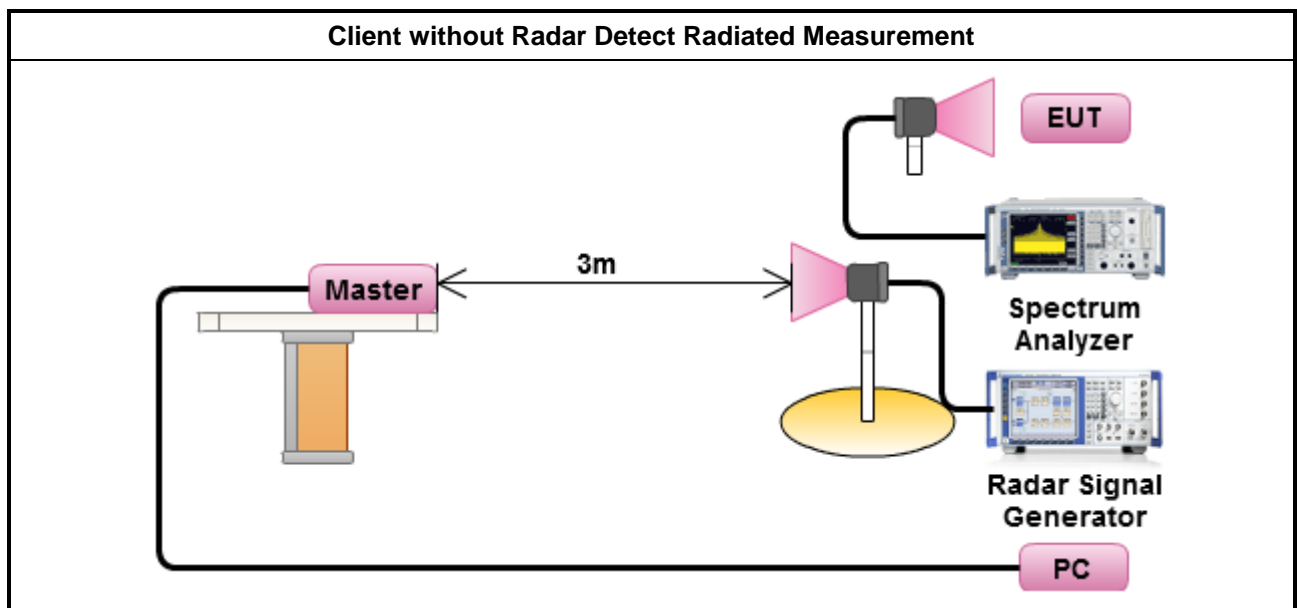 Client without Radar Detect Radiated Measurement
EUT
3m
Master
Spectrum
Analyzer
Radar Signal
Generator
PC